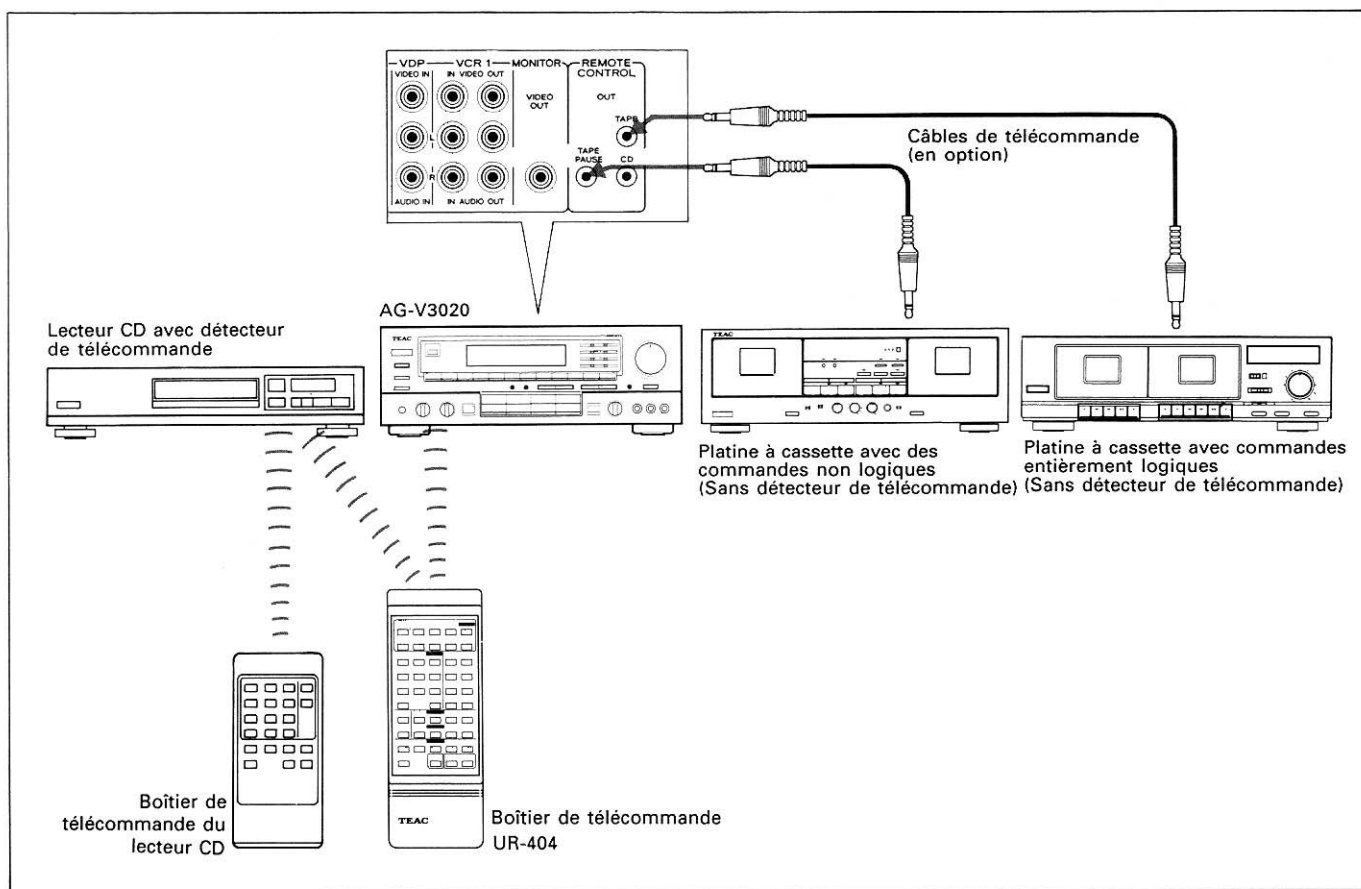 VDP VCR 1 MONITOR REMOTE
CONTROL
VIDEO IN IN VIDEO OUT
VIDEO
OUT
OUT
TAPE
L
TAPE
PAUSE
CD
R
AUDIO IN IN AUDIO OUT
Câbles de télécommande
(en option)
AG-V3020
Lecteur CD avec détecteur
de télécommande
TEAC
TEAC
Platine à cassette avec des
commandes non logiques
(Sans détecteur de télécommande)
Platine à cassette avec commandes
entièrement logiques
(Sans détecteur de télécommande)
Boîtier de
télécommande du
lecteur CD
TEAC
Boîtier de télécommande
UR-404